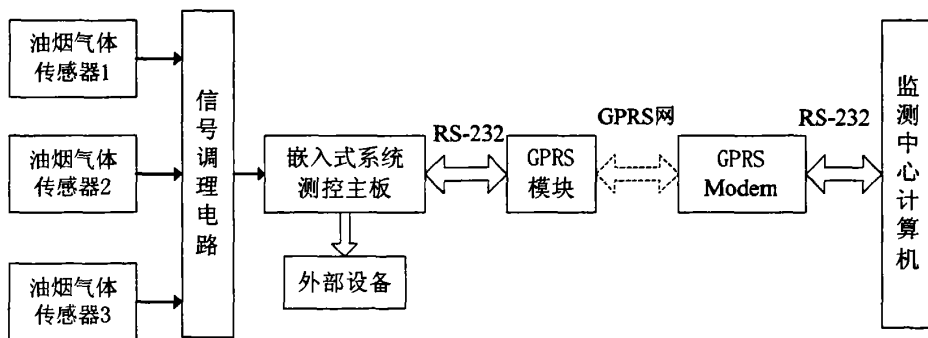 油烟气体
传感器1
油烟气体
传感器2
油烟气体
传感器3
信号调理电路
嵌入式系统
测控主板
外部设备
RS-232
GPRS
模块
GPRS网
GPRS
Modem
RS-232
监测中心计算机